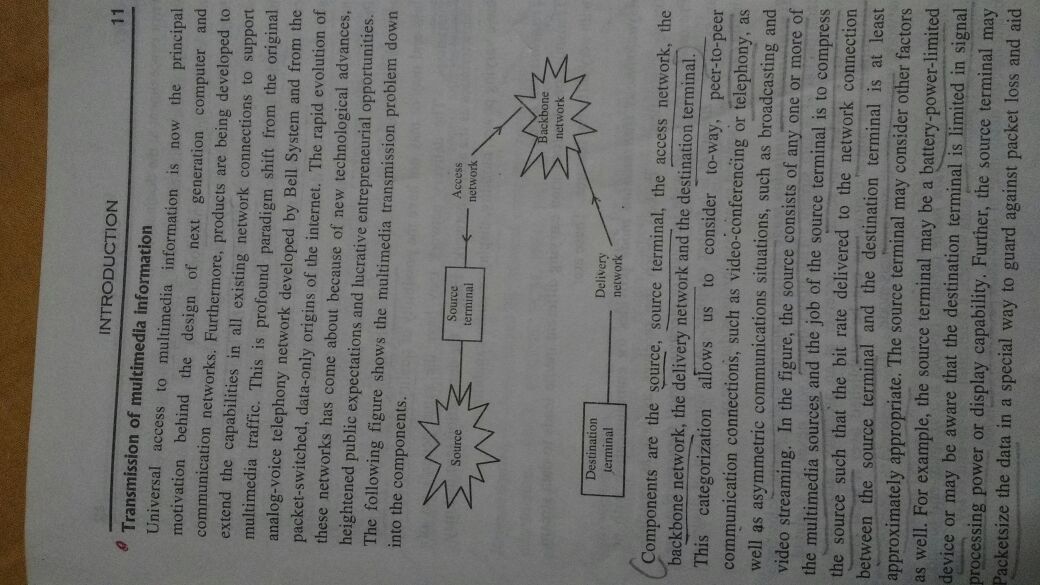 INTRODUCTION 11
Transmission of multimedia information
Universal access to multimedia information is now the principal
motivation behind the design of next generation computer and
communication networks. Furthermore, products are being developed to
extend the capabilities in all existing network connections to support
multimedia traffic. This is profound paradigm shift from the original
analog-voice telephony network developed by Bell System and from the
packet-switched, data-only origins of the internet. The rapid evolution of
these networks has come about because of new technological advances,
heightened public expectations and lucrative entrepreneurial opportunities.
The following figure shows the multimedia transmission problem down
into the components.
Source
Source
terminal
Access
network
Backbone
network
Destination
terminal
Delivery
network
Components are the source, source terminal, the access network, the
backbone network, the delivery network and the destination terminal.
This categorization allows us to consider to-way, peer-to-peer
communication connections, such as video-conferencing or telephony, as
well as asymmetric communications situations, such as broadcasting and
video streaming. In the figure, the source consists of any one or more of
the multimedia sources and the job of the source terminal is to compress
the source such that the bit rate delivered to the network connection
between the source terminal and the destination terminal is at least
approximately appropriate. The source terminal may consider other factors
as well. For example, the source terminal may be a battery-power-limited
device or may be aware that the destination terminal is limited in signal
processing power or display capability. Further, the source terminal may
Packetsize the data in a special way to guard against packet loss and aid